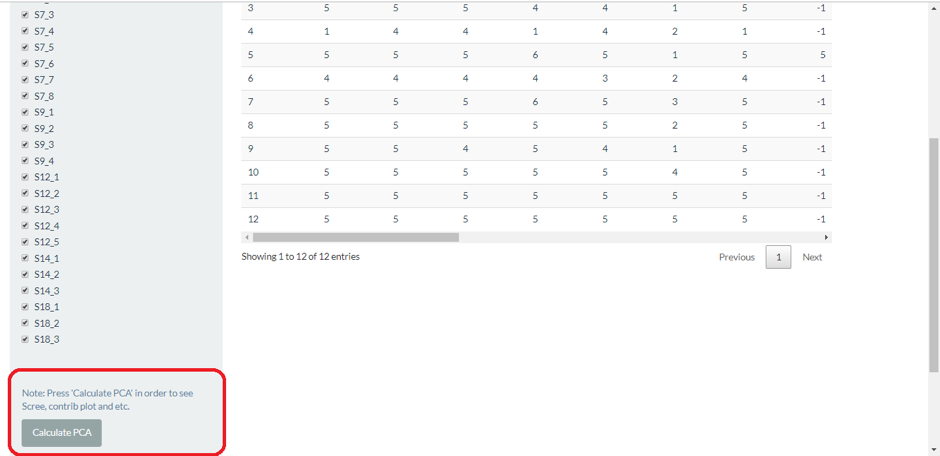 S7_3
S7_4
S7_5
S7_6
S7_7
S7_8
S9_1
S9_2
S9_3
S9_4
S12_1
S12_2
S12_3
S12_4
S12_5
S14_1
S14_2
S14_3
S18_1
S18_2
S18_3
Note: Press 'Calculate PCA' in order to see
Scree, contrib plot and etc.
Calculate PCA
3 5 5 5 4 4 1 5 -1
4 1 4 4 1 4 2 1 -1
5 5 5 5 6 5 1 5 5
6 4 4 4 4 3 2 4 -1
7 5 5 5 6 5 3 5 -1
8 5 5 5 5 5 2 5 -1
9 5 5 4 5 4 1 5 -1
10 5 5 5 5 5 4 5 -1
11 5 5 5 5 5 5 5 -1
12 5 5 5 5 5 5 5 -1
Showing 1 to 12 of 12 entries
Previous 1 Next